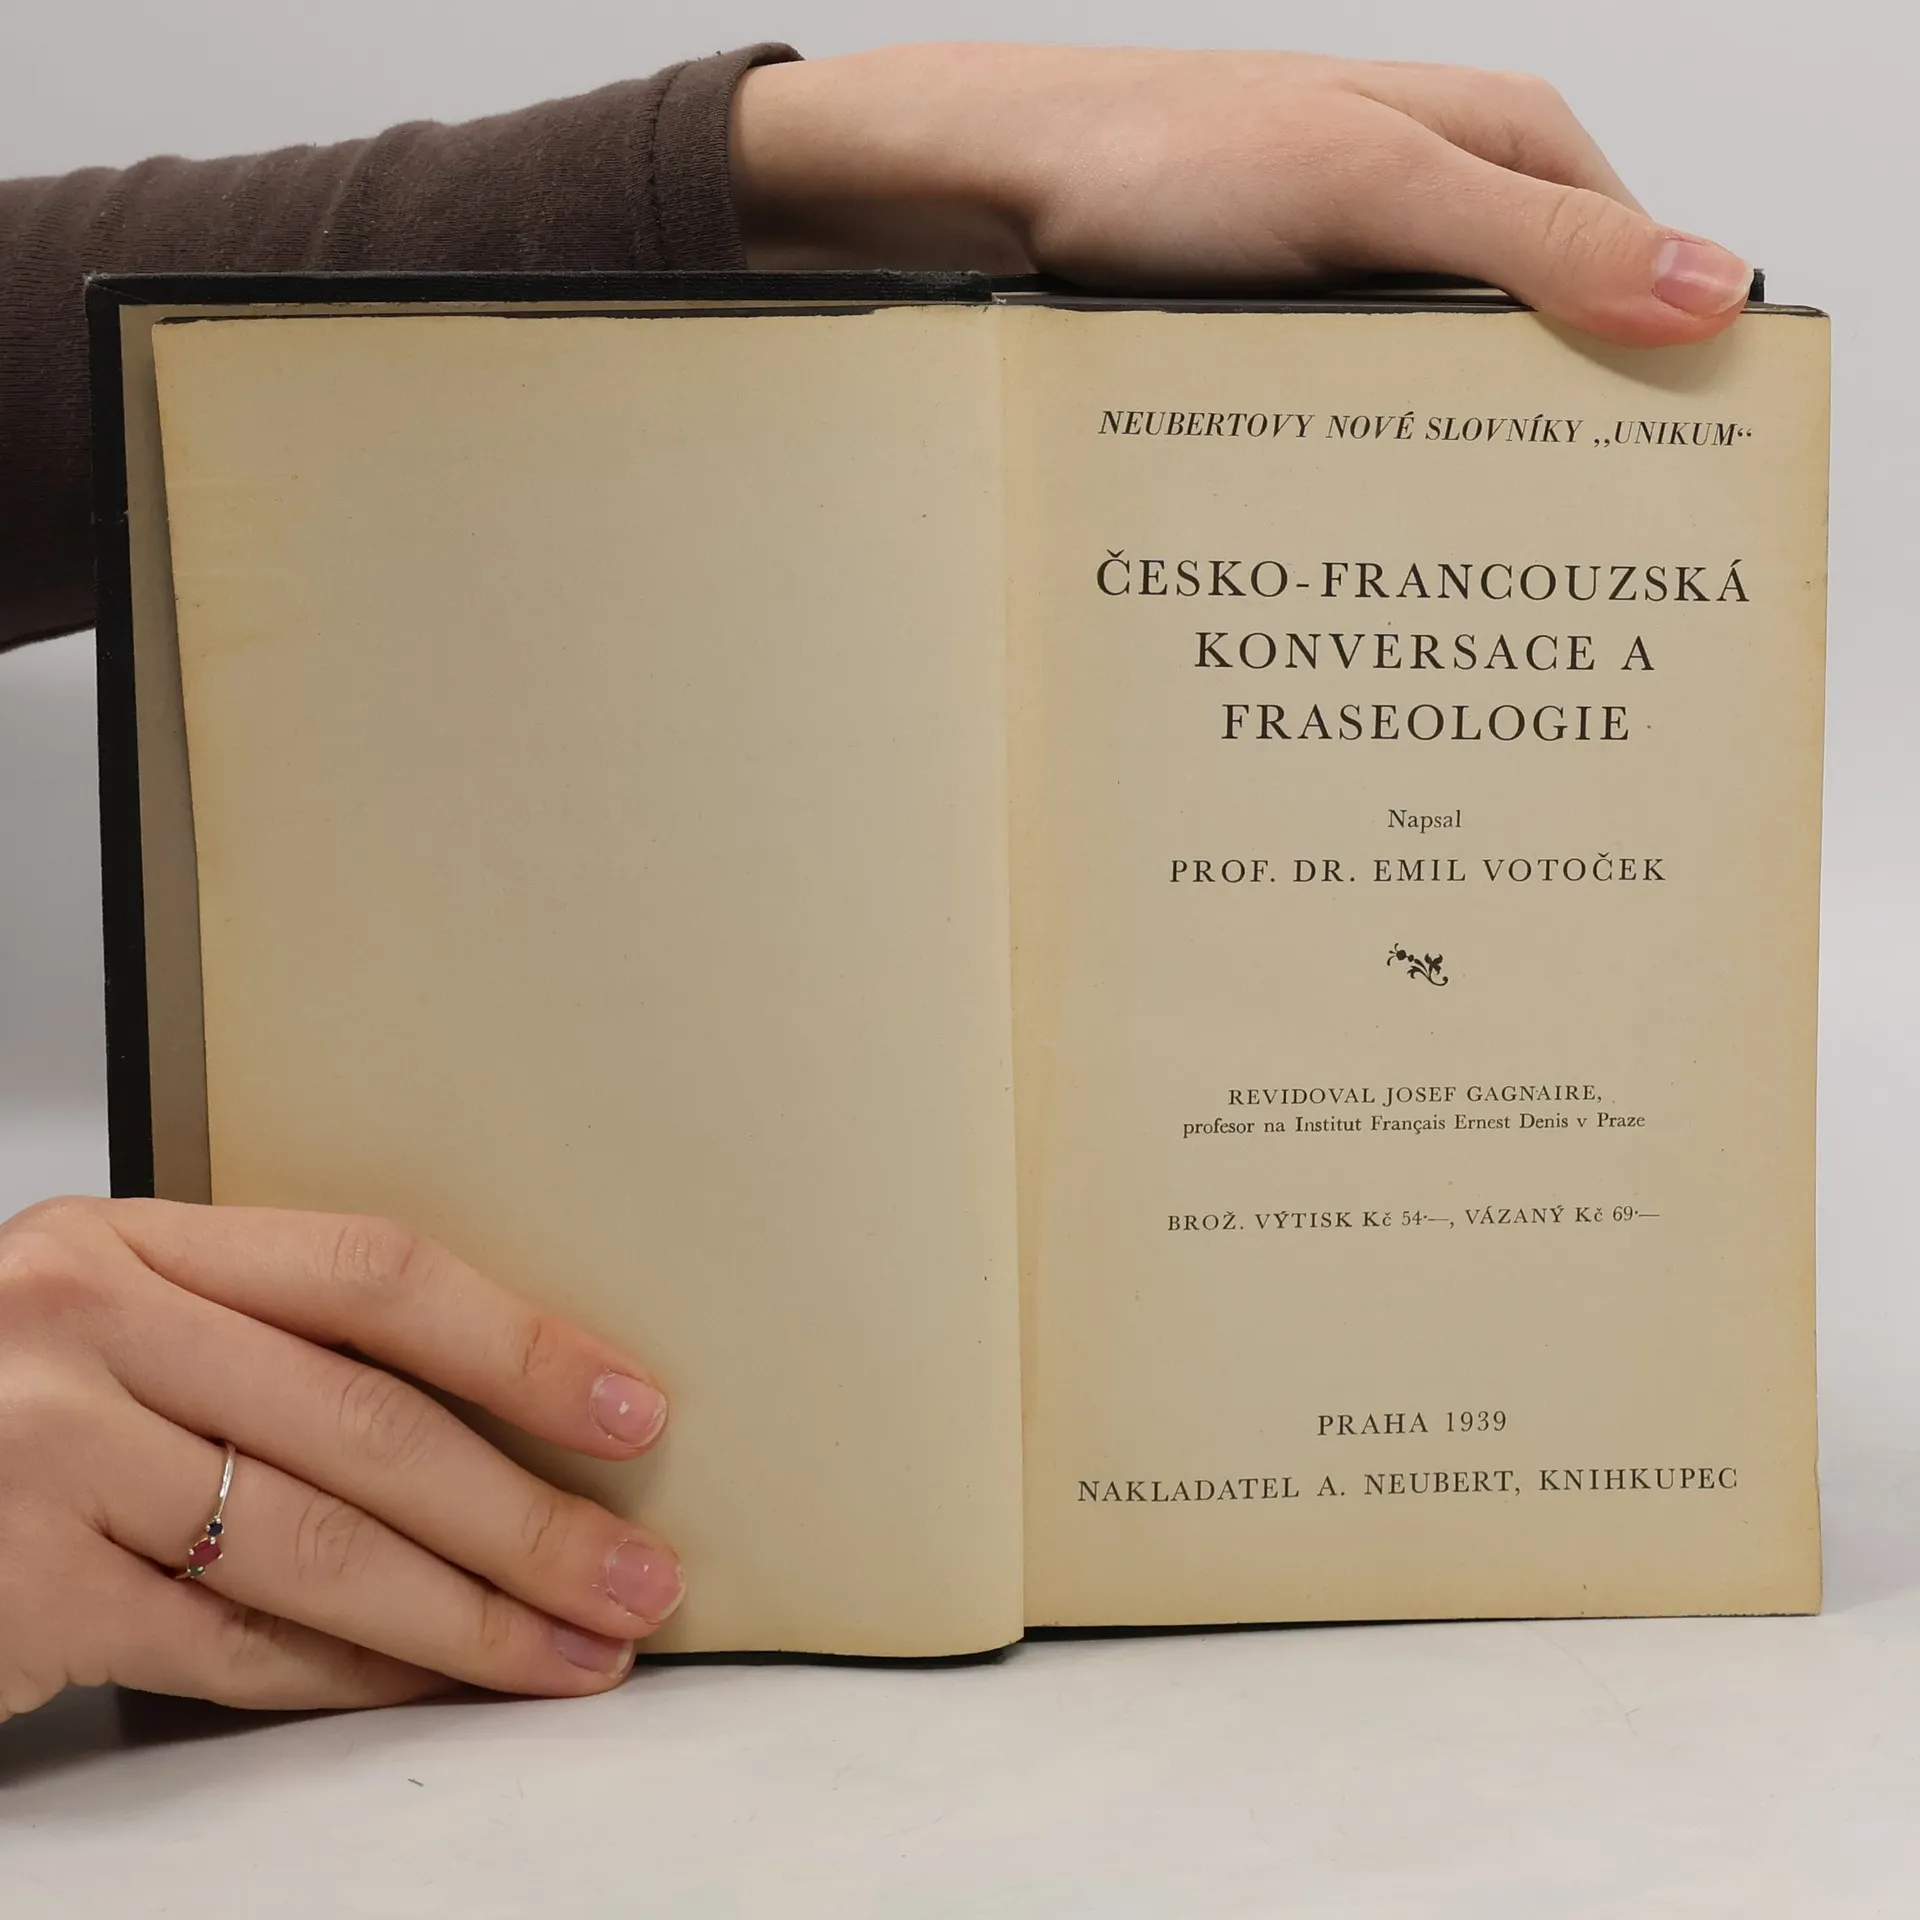 NEUBERTOVY NOVÉ SLOVNÍKY „UNIKUM“
ČESKO-FRANCOUZSKÁ
KONVERSACE A
FRASEOLOGIE
Napsal
PROF. DR. EMIL VOTOČEK
REVIDOVAL JOSEF GAGNAIRE,
profesor na Institut Français Ernest Denis v Praze
BROŽ. VÝTISK Kč 54·—, VÁZANÝ Kč 69·—
PRAHA 1939
NAKLADATEL A. NEUBERT, KNIHKUPEC